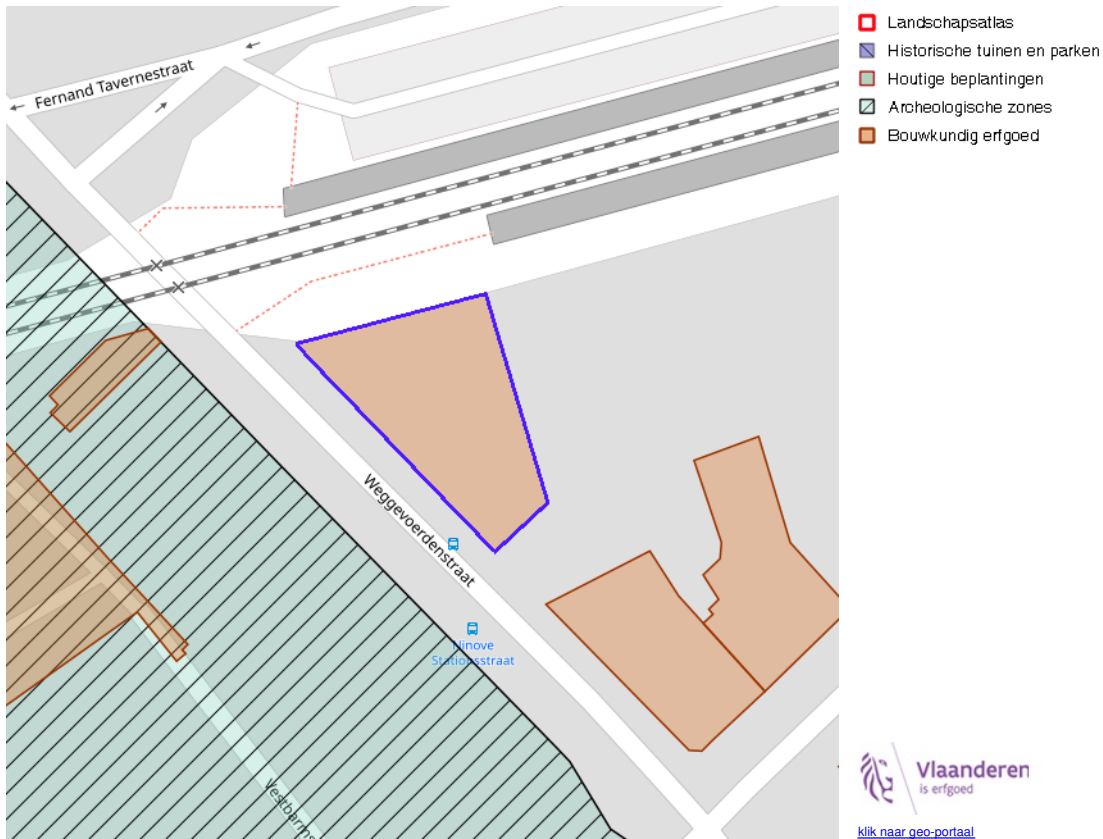 Fernand Tavernestraat
Weggevoerdenstraat
Ninove
Stationsstraat
Landschapsatlas
Historische tuinen en parken
Houtige beplantingen
Archeologische zones
Bouwkundig erfgoed
Vlaanderen
is erfgoed
klik naar geo-portaal